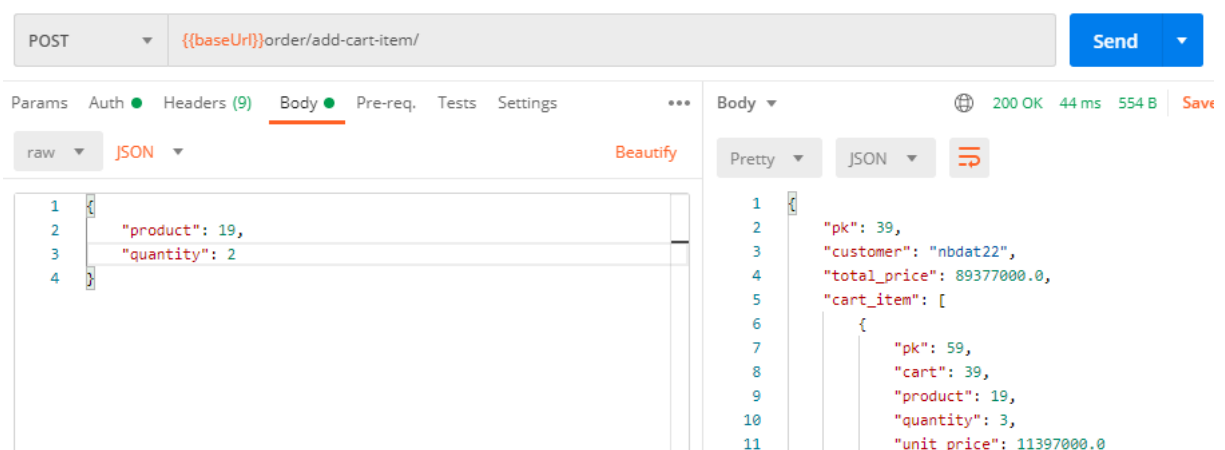 POST {{baseUrl}}order/add-cart-item/ Send
Params Auth Headers (9) Body Pre-req. Tests Settings
raw JSON Beautify
1 {
2 "product": 19,
3 "quantity": 2
4 }
Body 200 OK 44 ms 554 B Save
Pretty JSON
1 {
2 "pk": 39,
3 "customer": "nbdat22",
4 "total_price": 89377000.0,
5 "cart_item": [
6 {
7 "pk": 59,
8 "cart": 39,
9 "product": 19,
10 "quantity": 3,
11 "unit_price": 11397000.0